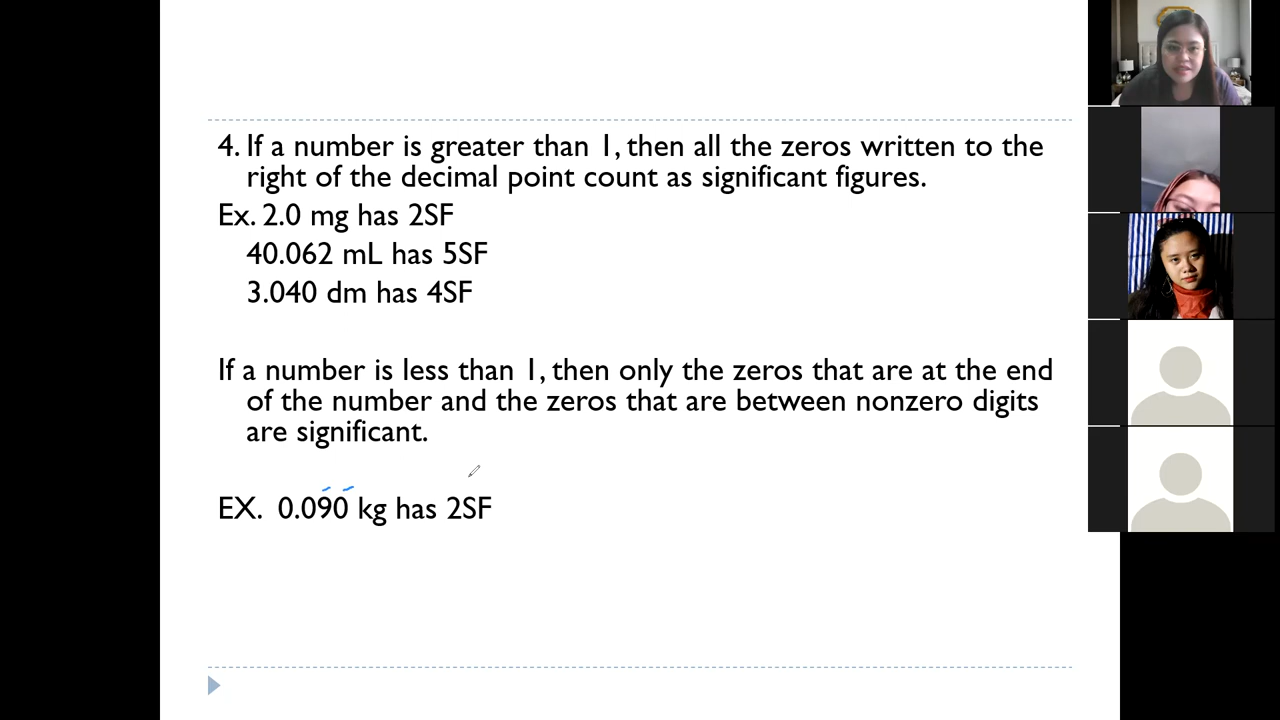 4. If a number is greater than 1, then all the zeros written to the
right of the decimal point count as significant figures.
Ex. 2.0 mg has 2SF
40.062 mL has 5SF
3.040 dm has 4SF
If a number is less than 1, then only the zeros that are at the end
of the number and the zeros that are between nonzero digits
are significant.
EX. 0.090 kg has 2SF